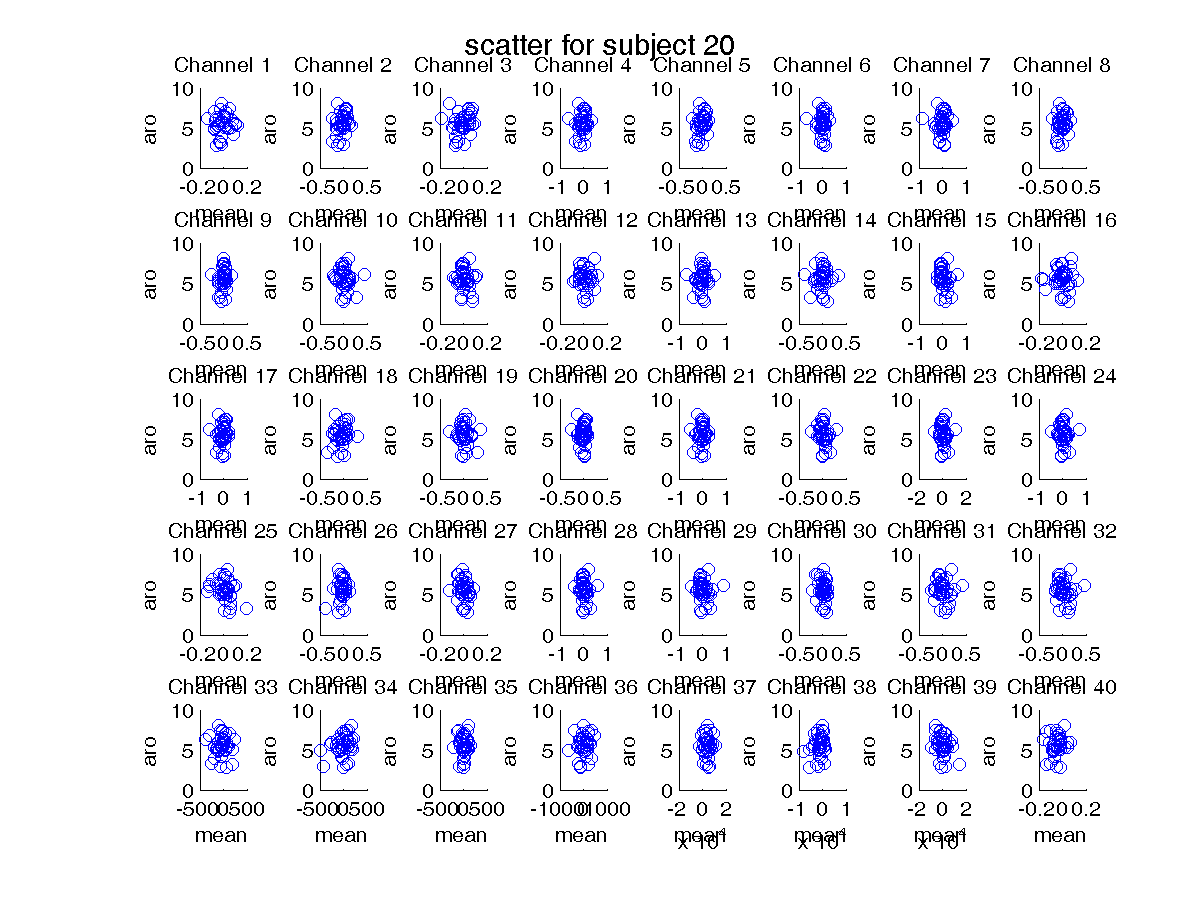 scatter for subject 20
Channel 1 Channel 2 Channel 3 Channel 4 Channel 5 Channel 6 Channel 7 Channel 8
10 10 10 10 10 10 10 10
aro 5 aro 5 aro 5 aro 5 aro 5 aro 5 aro 5 aro 5
0 0 0 0 0 0 0 0
-0.2 0 0.2 -0.5 0 0.5 -0.2 0 0.2 -1 0 1 -0.5 0 0.5 -1 0 1 -1 0 1 -0.5 0 0.5
mean mean mean mean mean mean mean mean
Channel 9 Channel 10 Channel 11 Channel 12 Channel 13 Channel 14 Channel 15 Channel 16
10 10 10 10 10 10 10 10
aro 5 aro 5 aro 5 aro 5 aro 5 aro 5 aro 5 aro 5
0 0 0 0 0 0 0 0
-0.5 0 0.5 -0.5 0 0.5 -0.2 0 0.2 -0.2 0 0.2 -1 0 1 -0.5 0 0.5 -1 0 1 -0.2 0 0.2
mean mean mean mean mean mean mean mean
Channel 17 Channel 18 Channel 19 Channel 20 Channel 21 Channel 22 Channel 23 Channel 24
10 10 10 10 10 10 10 10
aro 5 aro 5 aro 5 aro 5 aro 5 aro 5 aro 5 aro 5
0 0 0 0 0 0 0 0
-1 0 1 -0.5 0 0.5 -0.5 0 0.5 -0.5 0 0.5 -0.5 0 0.5 -0.5 0 0.5 -2 0 2 -1 0 1
mean mean mean mean mean mean mean mean
Channel 25 Channel 26 Channel 27 Channel 28 Channel 29 Channel 30 Channel 31 Channel 32
10 10 10 10 10 10 10 10
aro 5 aro 5 aro 5 aro 5 aro 5 aro 5 aro 5 aro 5
0 0 0 0 0 0 0 0
-0.2 0 0.2 -0.5 0 0.5 -0.2 0 0.2 -1 0 1 -1 0 1 -0.5 0 0.5 -0.5 0 0.5 -0.5 0 0.5
mean mean mean mean mean mean mean mean
Channel 33 Channel 34 Channel 35 Channel 36 Channel 37 Channel 38 Channel 39 Channel 40
10 10 10 10 10 10 10 10
aro 5 aro 5 aro 5 aro 5 aro 5 aro 5 aro 5 aro 5
0 0 0 0 0 0 0 0
-500 0 500 -500 0 500 -500 0 500 -1000 0 1000 -2 0 2 -1 0 1 -2 0 2 -0.2 0 0.2
mean mean mean mean mean mean mean mean
x 10⁴ x 10⁴ x 10⁴